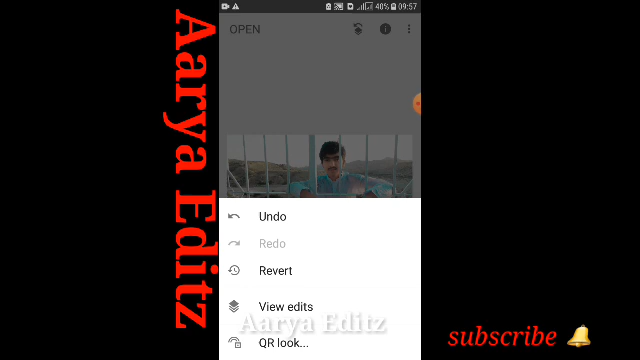 40% 09:57
OPEN
Aarya Editz
Undo
Redo
Revert
View edits
Aarya Editz
QR look...
subscribe